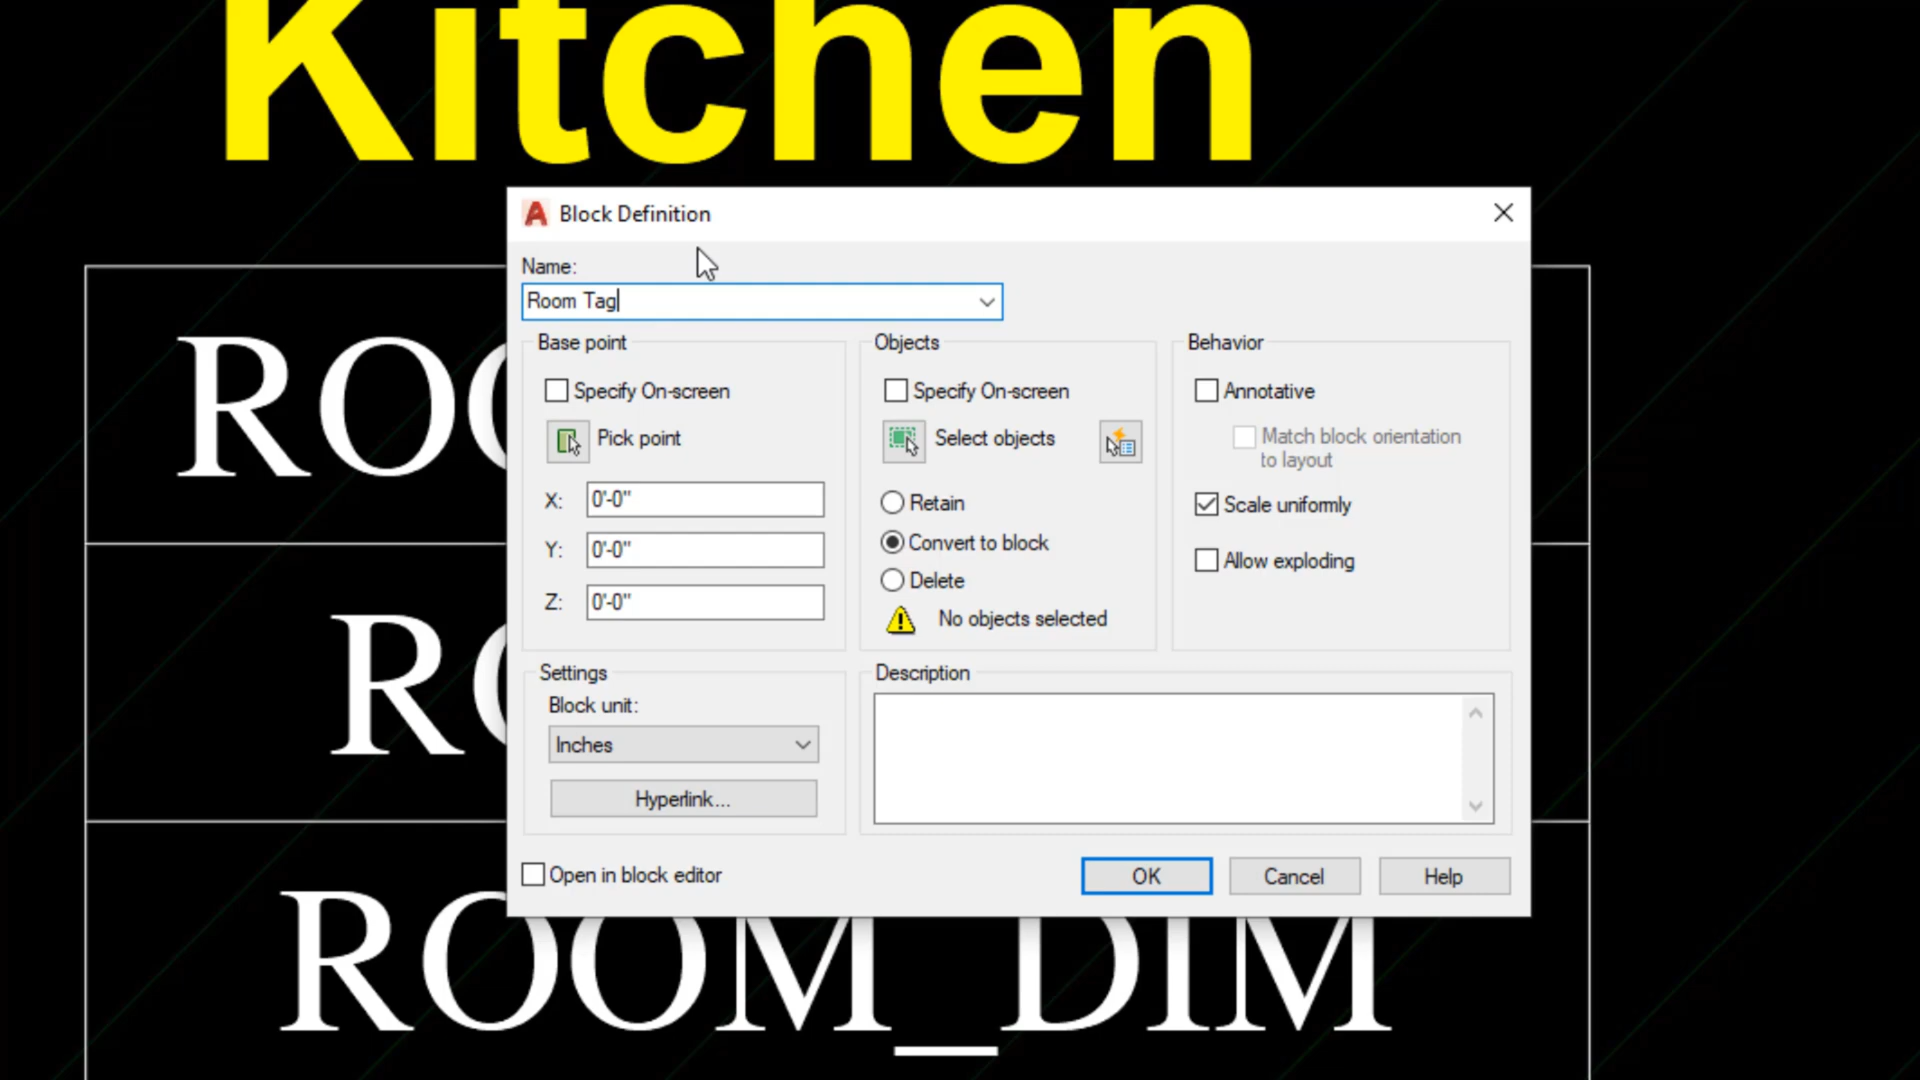 Kitchen
Block Definition
Name:
Room Tag
Base point
Objects
Behavior
Specify On-screen
Specify On-screen
Annotative
Pick point
Select objects
Match block orientation
to layout
X: 0'-0"
Retain
Scale uniformly
Y: 0'-0"
Convert to block
Allow exploding
Delete
Z: 0'-0"
No objects selected
Settings
Description
Block unit:
Inches
Hyperlink...
Open in block editor
OK
Cancel
Help
ROOM_DIM